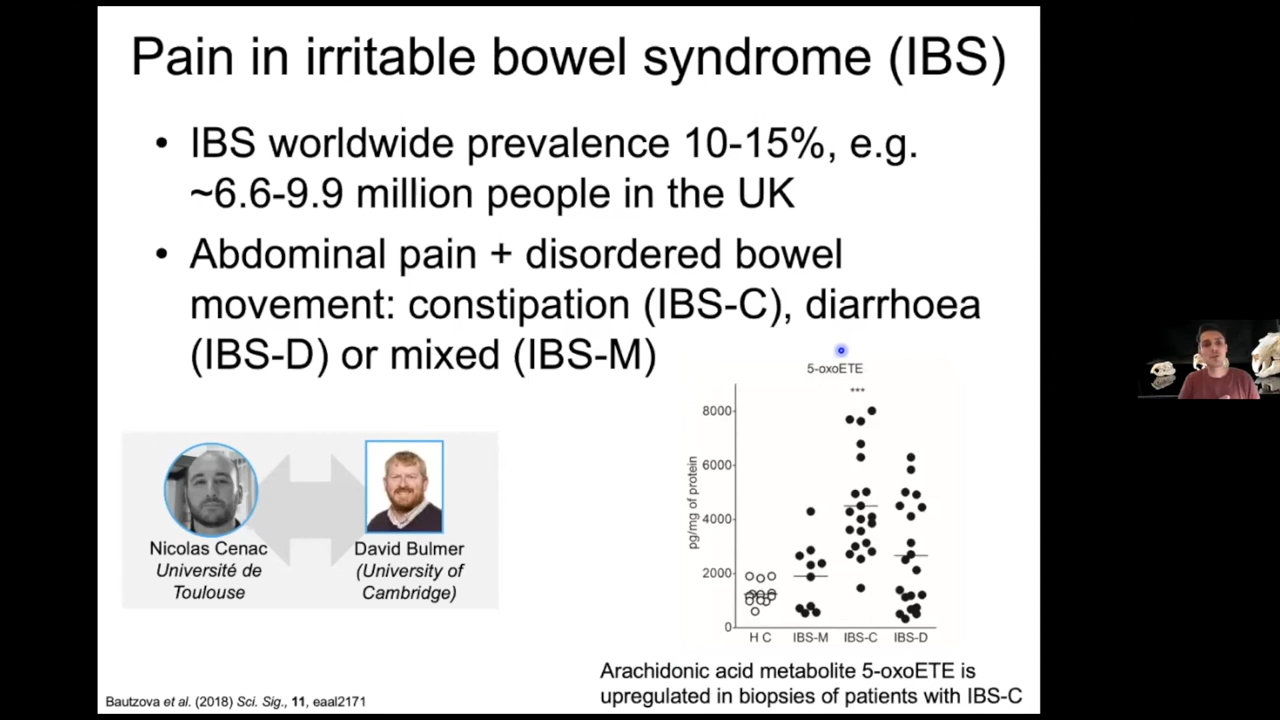 Pain in irritable bowel syndrome (IBS)
• IBS worldwide prevalence 10-15%, e.g.
~6.6-9.9 million people in the UK
• Abdominal pain + disordered bowel
movement: constipation (IBS-C), diarrhoea
(IBS-D) or mixed (IBS-M)
Nicolas Cenac
Université de
Toulouse
David Bulmer
(University of
Cambridge)
5-oxoETE
***
pg/mg of protein
8000
6000
4000
2000
0
H C IBS-M IBS-C IBS-D
Arachidonic acid metabolite 5-oxoETE is
upregulated in biopsies of patients with IBS-C
Bautzova et al. (2018) Sci. Sig., 11, eaal2171